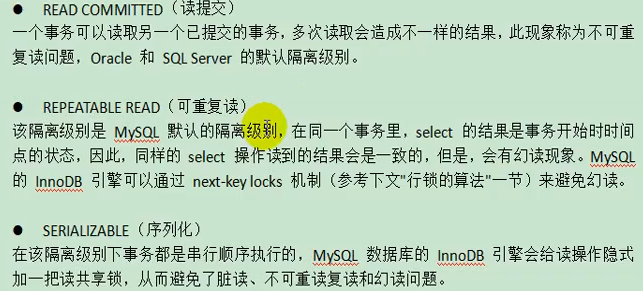 ● READ COMMITTED（读提交）
一个事务可以读取另一个已提交的事务，多次读取会造成不一样的结果，此现象称为不可重
复读问题，Oracle 和 SQL Server 的默认隔离级别。
● REPEATABLE READ（可重复读）
该隔离级别是 MySQL 默认的隔离级别，在同一个事务里，select 的结果是事务开始时时间
点的状态，因此，同样的 select 操作读到的结果会是一致的，但是，会有幻读现象。MySQL
的 InnoDB 引擎可以通过 next-key locks 机制（参考下文"行锁的算法"一节）来避免幻读。
● SERIALIZABLE（序列化）
在该隔离级别下事务都是串行顺序执行的，MySQL 数据库的 InnoDB 引擎会给读操作隐式
加一把读共享锁，从而避免了脏读、不可重读复读和幻读问题。